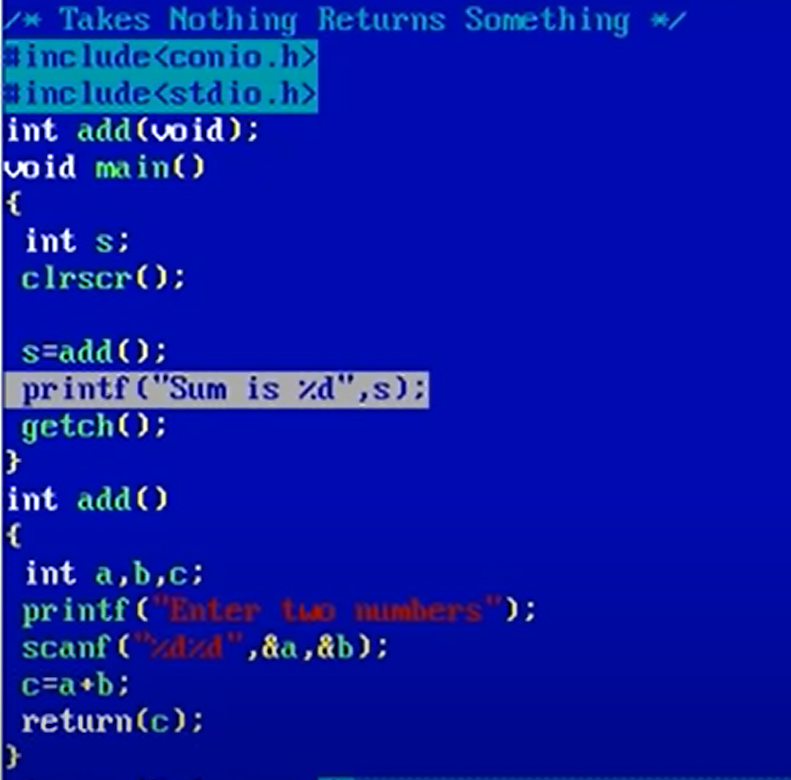 /* Takes Nothing Returns Something */
#include<conio.h>
#include<stdio.h>
int add(void);
void main()
{
int s;
clrscr();
s=add();
printf("Sum is %d",s);
getch();
}
int add()
{
int a,b,c;
printf("Enter two numbers");
scanf("%d%d",&a,&b);
c=a+b;
return(c);
}